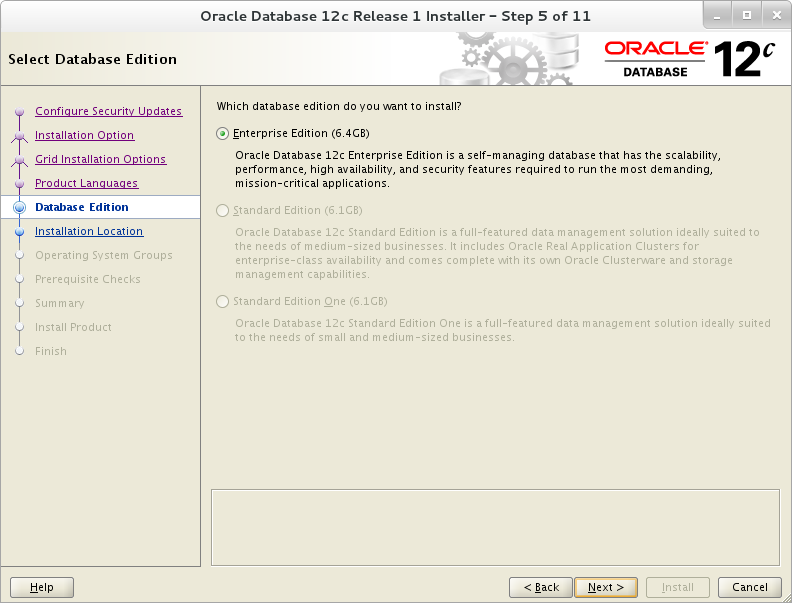 Oracle Database 12c Release 1 Installer – Step 5 of 11
Select Database Edition
ORACLE®
DATABASE
12c
Configure Security Updates
Installation Option
Grid Installation Options
Product Languages
Database Edition
Installation Location
Operating System Groups
Prerequisite Checks
Summary
Install Product
Finish
Which database edition do you want to install?
Enterprise Edition (6.4GB)
Oracle Database 12c Enterprise Edition is a self-managing database that has the scalability,
performance, high availability, and security features required to run the most demanding,
mission-critical applications.
Standard Edition (6.1GB)
Oracle Database 12c Standard Edition is a full-featured data management solution ideally suited to
the needs of medium-sized businesses. It includes Oracle Real Application Clusters for
enterprise-class availability and comes complete with its own Oracle Clusterware and storage
management capabilities.
Standard Edition One (6.1GB)
Oracle Database 12c Standard Edition One is a full-featured data management solution ideally suited
to the needs of small and medium-sized businesses.
Help
< Back
Next >
Install
Cancel